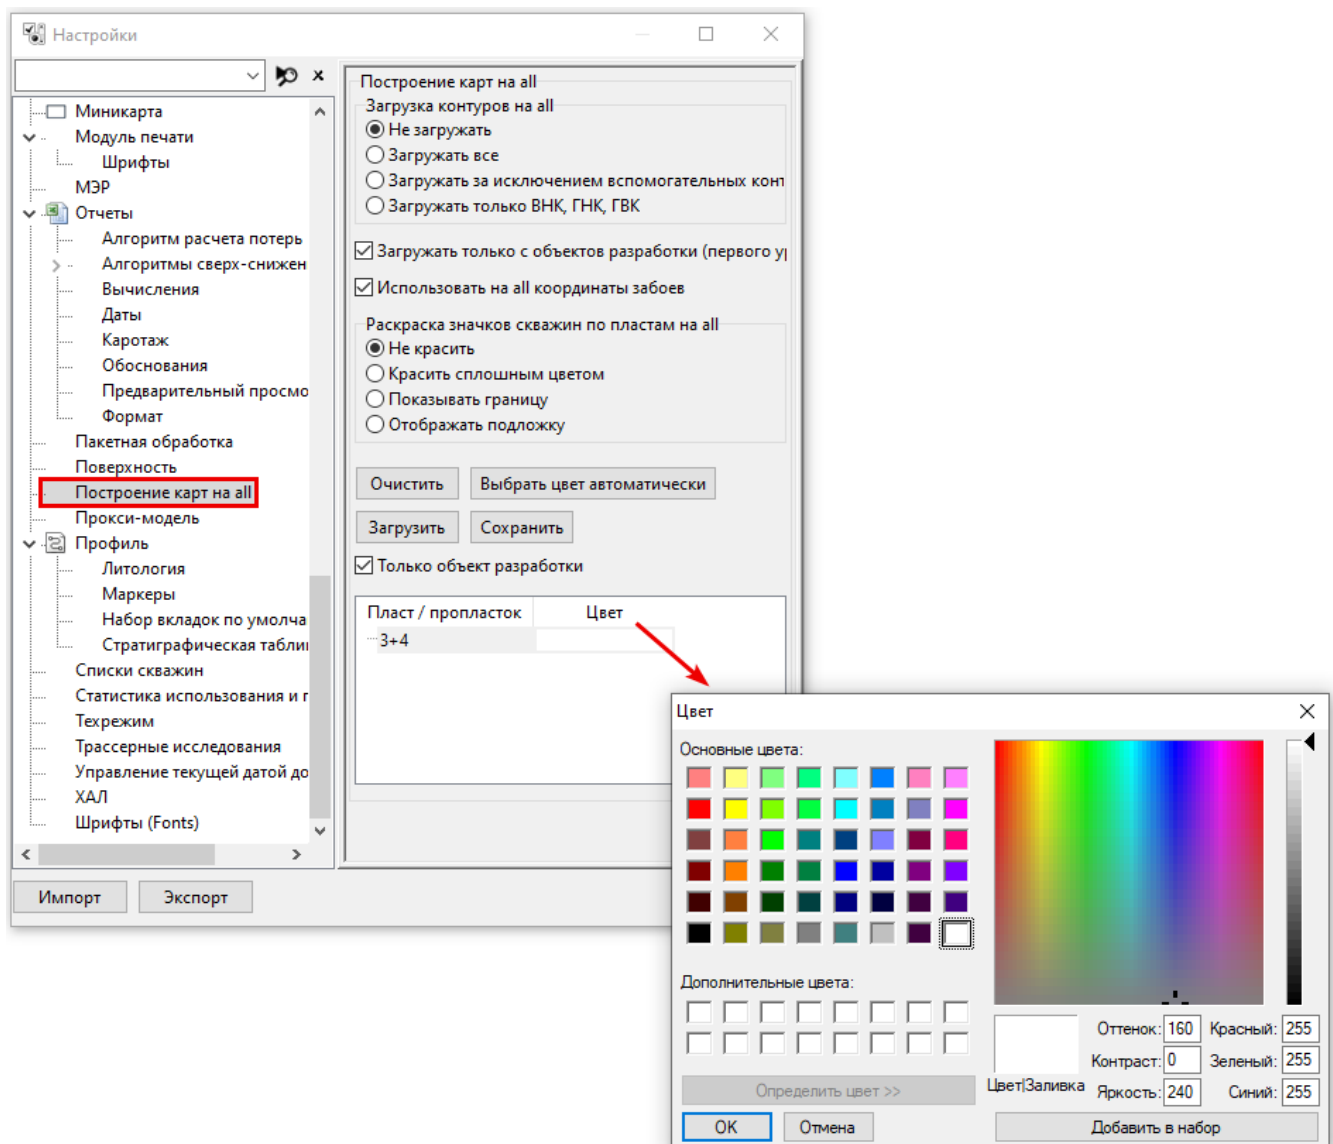 Настройки
Миникарта
Модуль печати
Шрифты
МЭР
Отчеты
Алгоритм расчета потерь
Алгоритмы сверх-снижен
Вычисления
Даты
Каротаж
Обоснования
Предварительный просмо
Формат
Пакетная обработка
Поверхность
Построение карт на all
Прокси-модель
Профиль
Литология
Маркеры
Набор вкладок по умолча
Стратиграфическая табли
Списки скважин
Статистика использования и г
Техрежим
Трассерные исследования
Управление текущей датой до
ХАЛ
Шрифты (Fonts)
Импорт Экспорт
Построение карт на all
Загрузка контуров на all
Не загружать
Загружать все
Загружать за исключением вспомогательных конт
Загружать только ВНК, ГНК, ГВК
Загружать только с объектов разработки (первого ур
Использовать на all координаты забоев
Раскраска значков скважин по пластам на all
Не красить
Красить сплошным цветом
Показывать границу
Отображать подложку
Очистить Выбрать цвет автоматически
Загрузить Сохранить
Только объект разработки
Пласт / пропласток Цвет
3+4
Цвет
Основные цвета:
Дополнительные цвета:
Определить цвет >>
OK Отмена
Цвет|Заливка
Оттенок: 160 Красный: 255
Контраст: 0 Зеленый: 255
Яркость: 240 Синий: 255
Добавить в набор